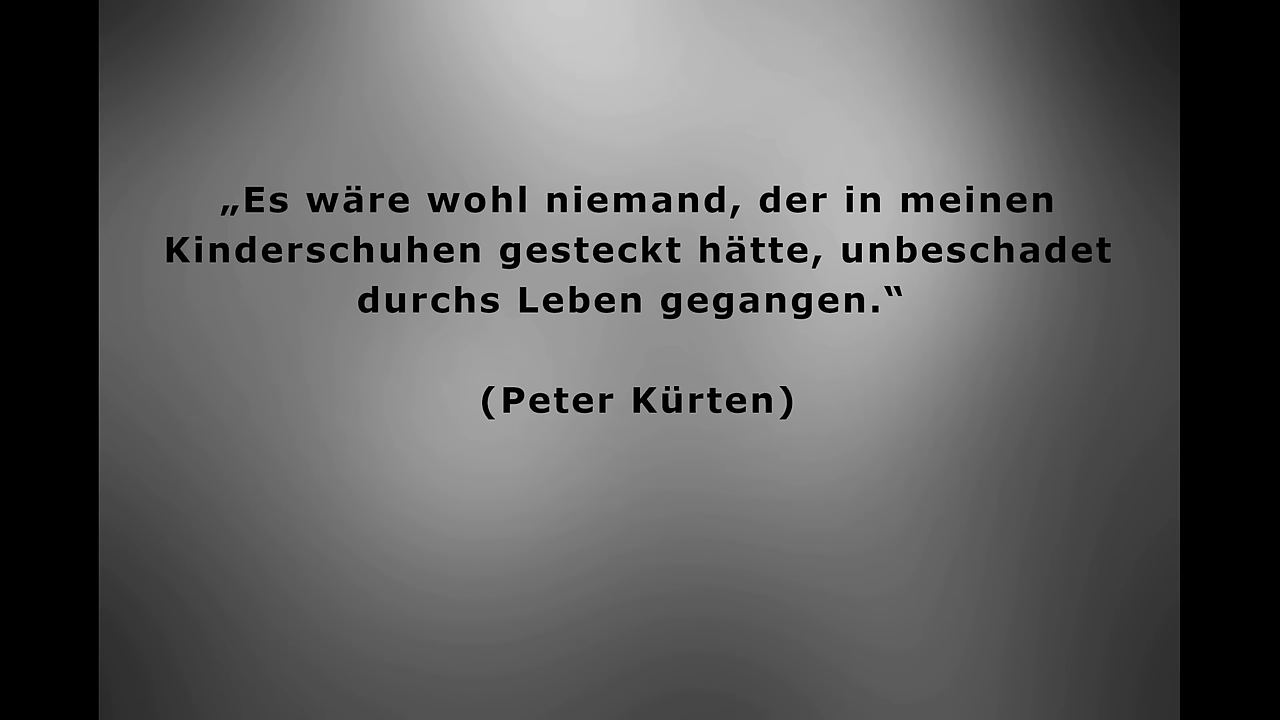 „Es wäre wohl niemand, der in meinen
Kinderschuhen gesteckt hätte, unbeschadet
durchs Leben gegangen.“
(Peter Kürten)